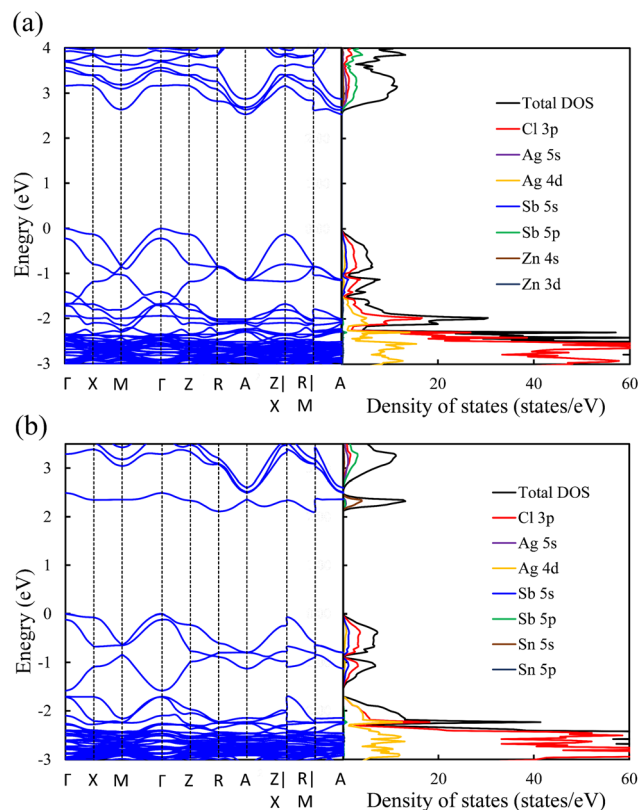 (a)
Enegry (eV)
4
3
2
1
0
-1
-2
-3
Γ X M Γ Z R A Z| R| A
X M
Total DOS
Cl 3p
Ag 5s
Ag 4d
Sb 5s
Sb 5p
Zn 4s
Zn 3d
20 40 60
Density of states (states/eV)
(b)
Enegry (eV)
3
2
1
0
-1
-2
-3
Γ X M Γ Z R A Z| R| A
X M
Total DOS
Cl 3p
Ag 5s
Ag 4d
Sb 5s
Sb 5p
Sn 5s
Sn 5p
20 40 60
Density of states (states/eV)